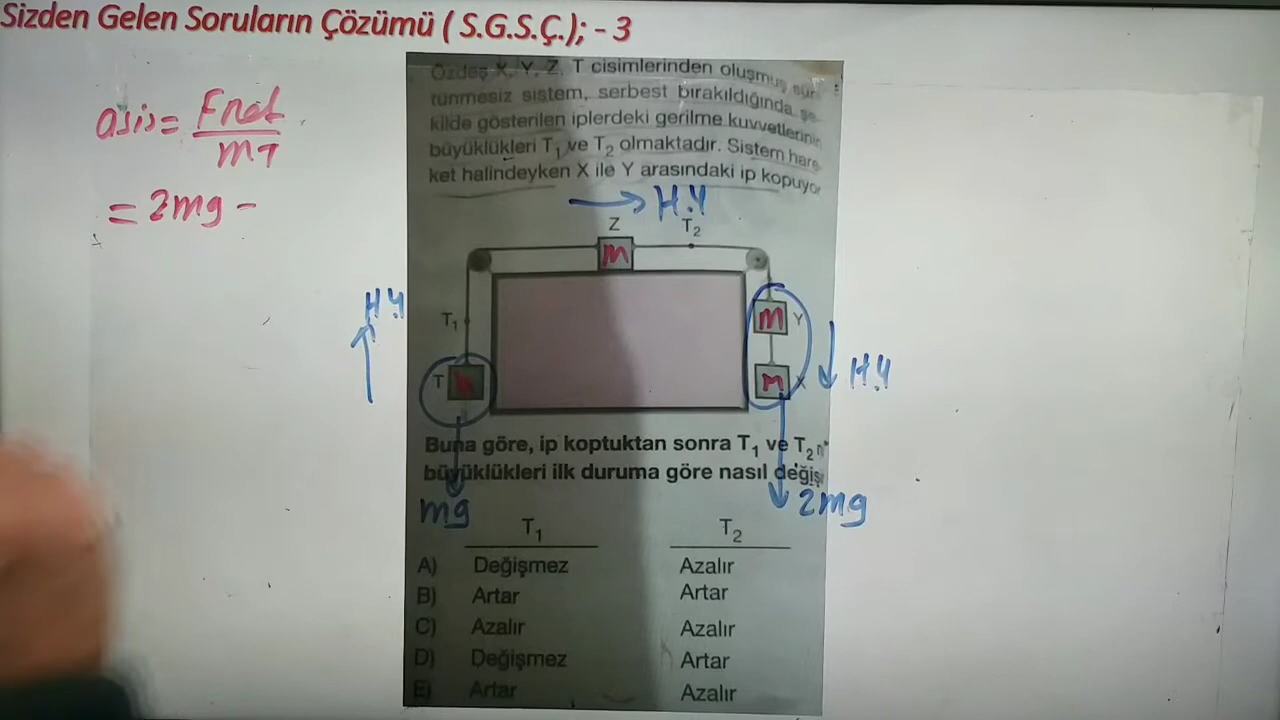 Sizden Gelen Soruların Çözümü ( S.G.S.Ç.); - 3
Özdeş X, Y, Z, T cisimlerinden oluşmuş sür-
tünmesiz sistem, serbest bırakıldığında şe-
kilde gösterilen iplerdeki gerilme kuvvetlerinin
büyüklükleri T₁ ve T₂ olmaktadır. Sistem hare
ket halindeyken X ile Y arasındaki ip kopuyor
asis = Fnet / mT
= 2mg -
H.Y
Z
T₂
m
H.Y
T₁
m
Y
T
m
X
H.Y
Buna göre, ip koptuktan sonra T₁ ve T₂ n
büyüklükleri ilk duruma göre nasıl değiş
mg
2mg
T₁ T₂
A) Değişmez Azalır
B) Artar Artar
C) Azalır Azalır
D) Değişmez Artar
E) Artar Azalır